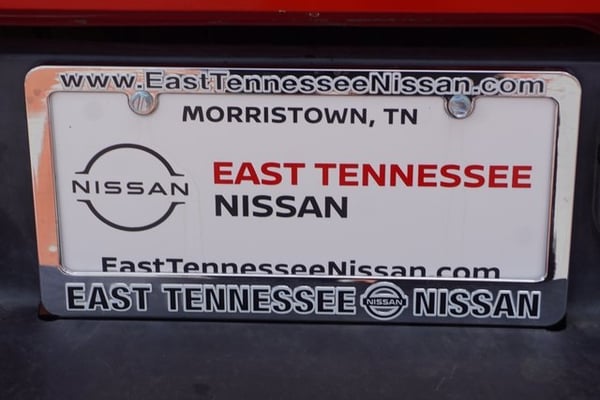 www.EastTennesseeNissan.com
MORRISTOWN, TN
NISSAN
EAST TENNESSEE
NISSAN
EastTennesseeNissan.com
EAST TENNESSEE NISSAN NISSAN